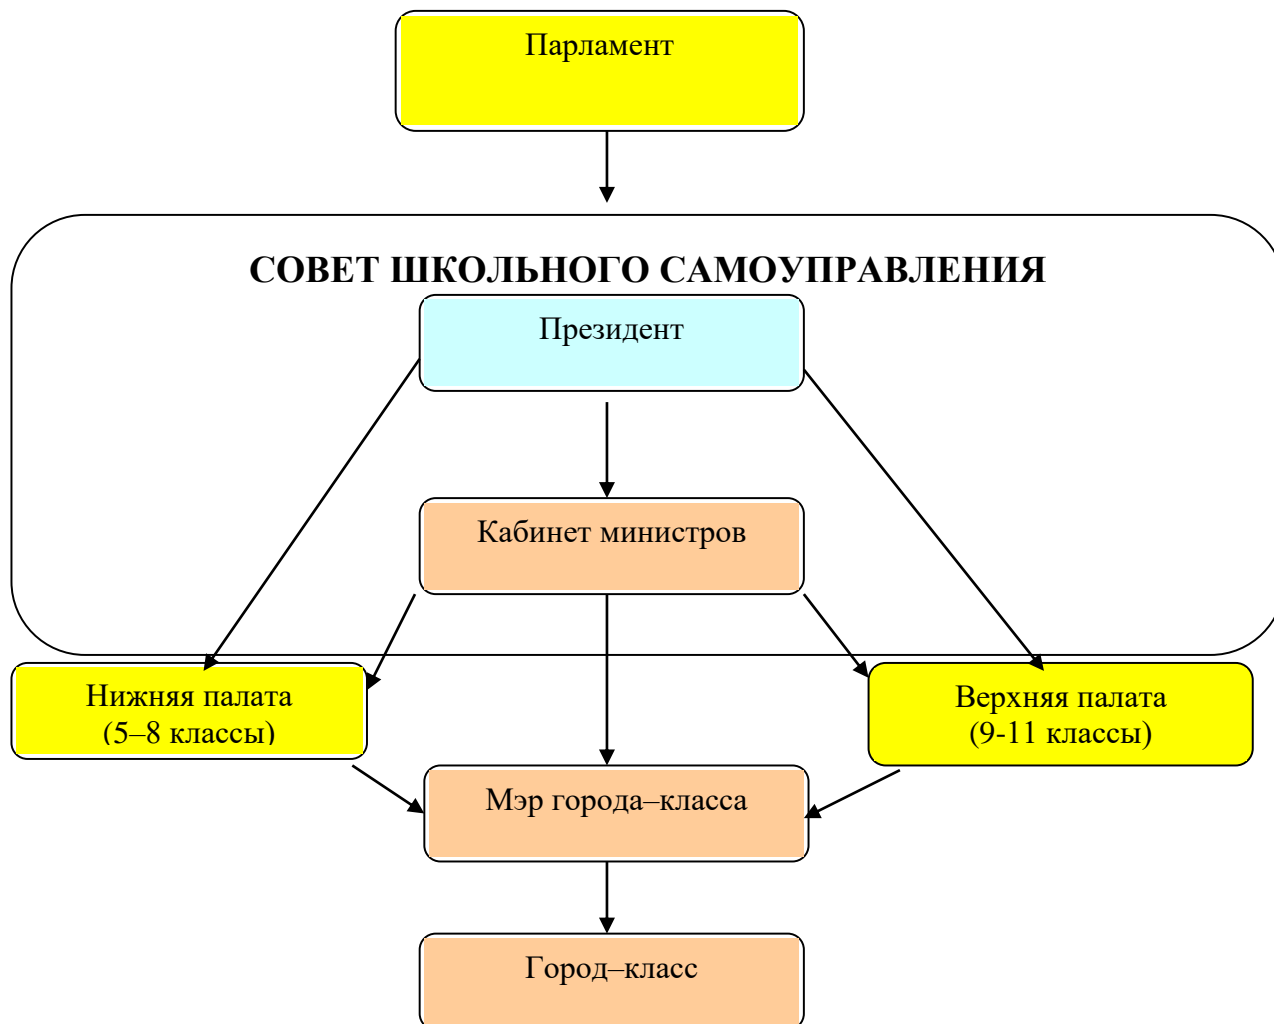 Парламент
СОВЕТ ШКОЛЬНОГО САМОУПРАВЛЕНИЯ
Президент
Кабинет министров
Нижняя палата
(5–8 классы)
Верхняя палата
(9-11 классы)
Мэр города–класса
Город–класс